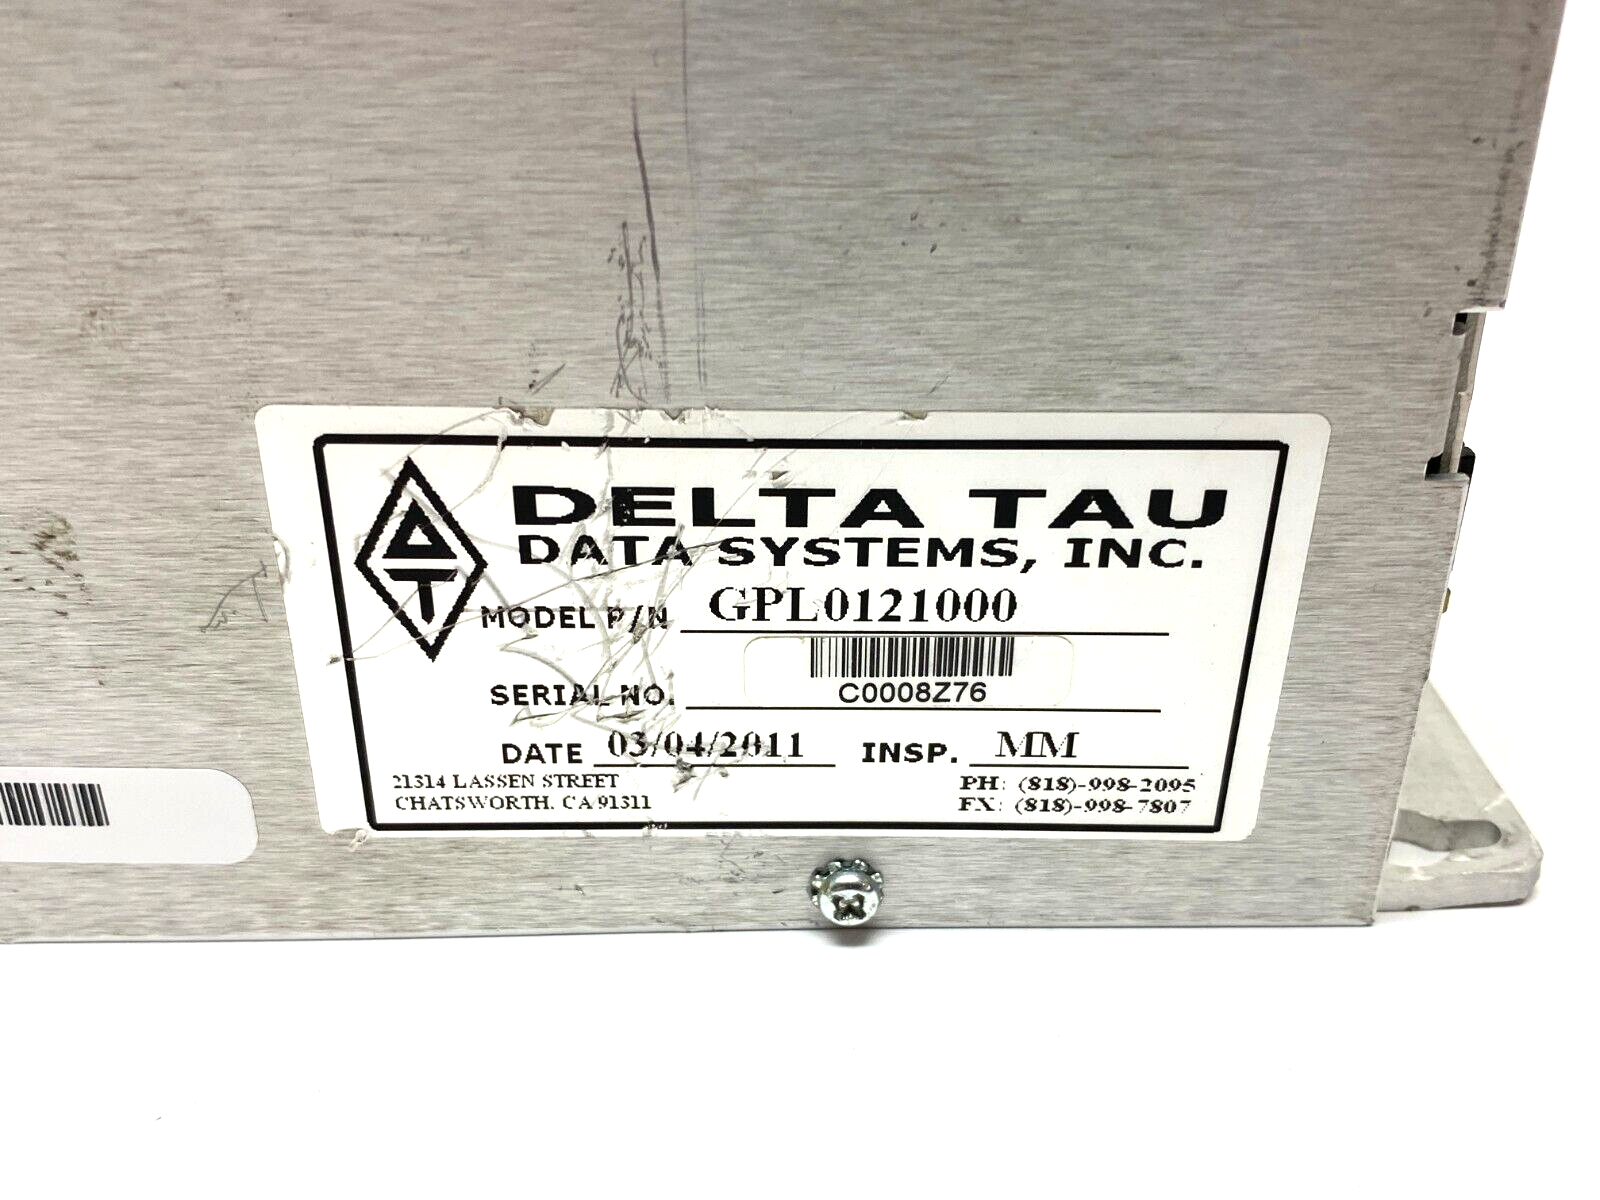 DELTA TAU
DATA SYSTEMS, INC.
MODEL P/N GPL0121000
C0008Z76
SERIAL NO.
DATE 03/04/2011 INSP. MM
21314 LASSEN STREET PH: (818)-998-2095
CHATSWORTH, CA 91311 FX: (818)-998-7807